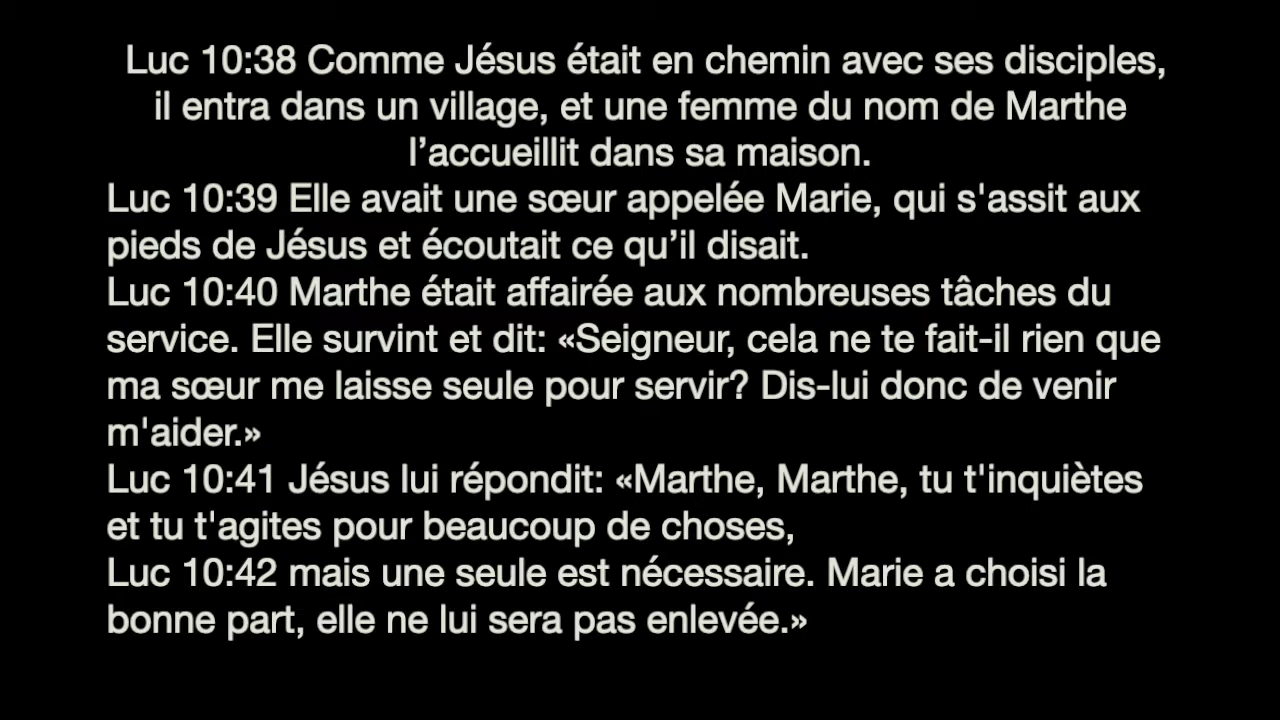 Luc 10:38 Comme Jésus était en chemin avec ses disciples,
il entra dans un village, et une femme du nom de Marthe
l’accueillit dans sa maison.
Luc 10:39 Elle avait une sœur appelée Marie, qui s'assit aux
pieds de Jésus et écoutait ce qu’il disait.
Luc 10:40 Marthe était affairée aux nombreuses tâches du
service. Elle survint et dit: «Seigneur, cela ne te fait-il rien que
ma sœur me laisse seule pour servir? Dis-lui donc de venir
m'aider.»
Luc 10:41 Jésus lui répondit: «Marthe, Marthe, tu t'inquiètes
et tu t'agites pour beaucoup de choses,
Luc 10:42 mais une seule est nécessaire. Marie a choisi la
bonne part, elle ne lui sera pas enlevée.»